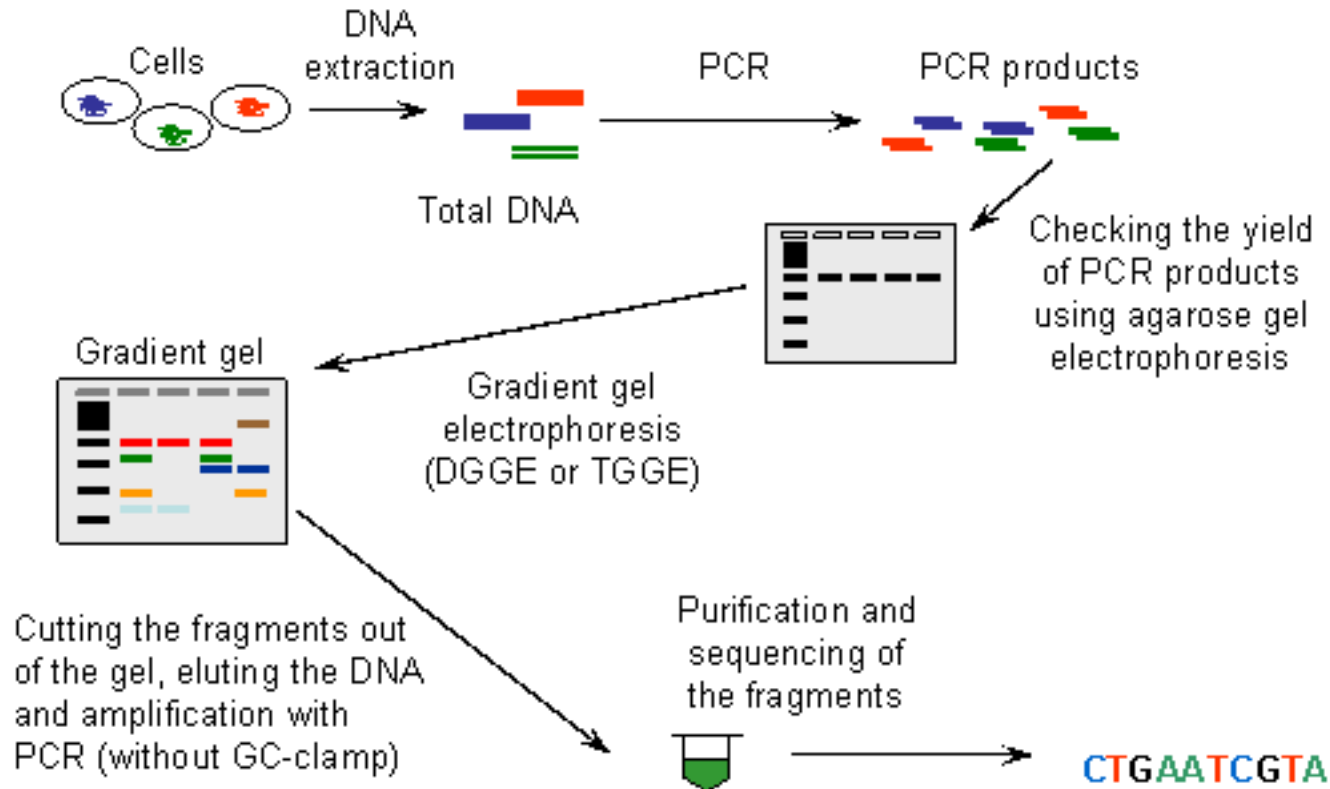 Cells
DNA
extraction
PCR
PCR products
Total DNA
Checking the yield
of PCR products
using agarose gel
electrophoresis
Gradient gel
Gradient gel
electrophoresis
(DGGE or TGGE)
Cutting the fragments out
of the gel, eluting the DNA
and amplification with
PCR (without GC-clamp)
Purification and
sequencing of
the fragments
CTGAATCGTA